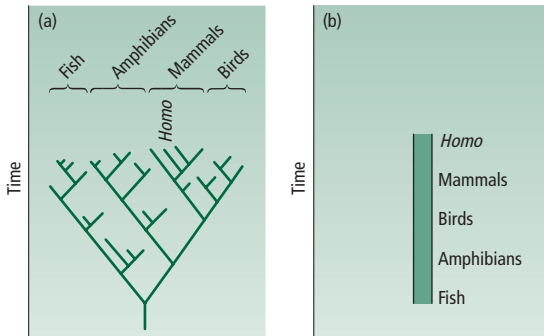 (a)
Fish
Amphibians
Mammals
Birds
Homo
Time
(b)
Homo
Mammals
Birds
Amphibians
Fish
Time